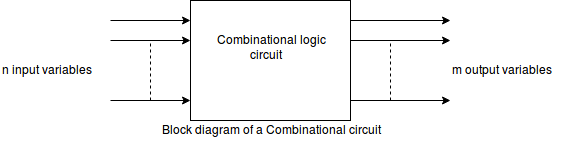 Combinational logic
circuit
n input variables
m output variables
Block diagram of a Combinational circuit